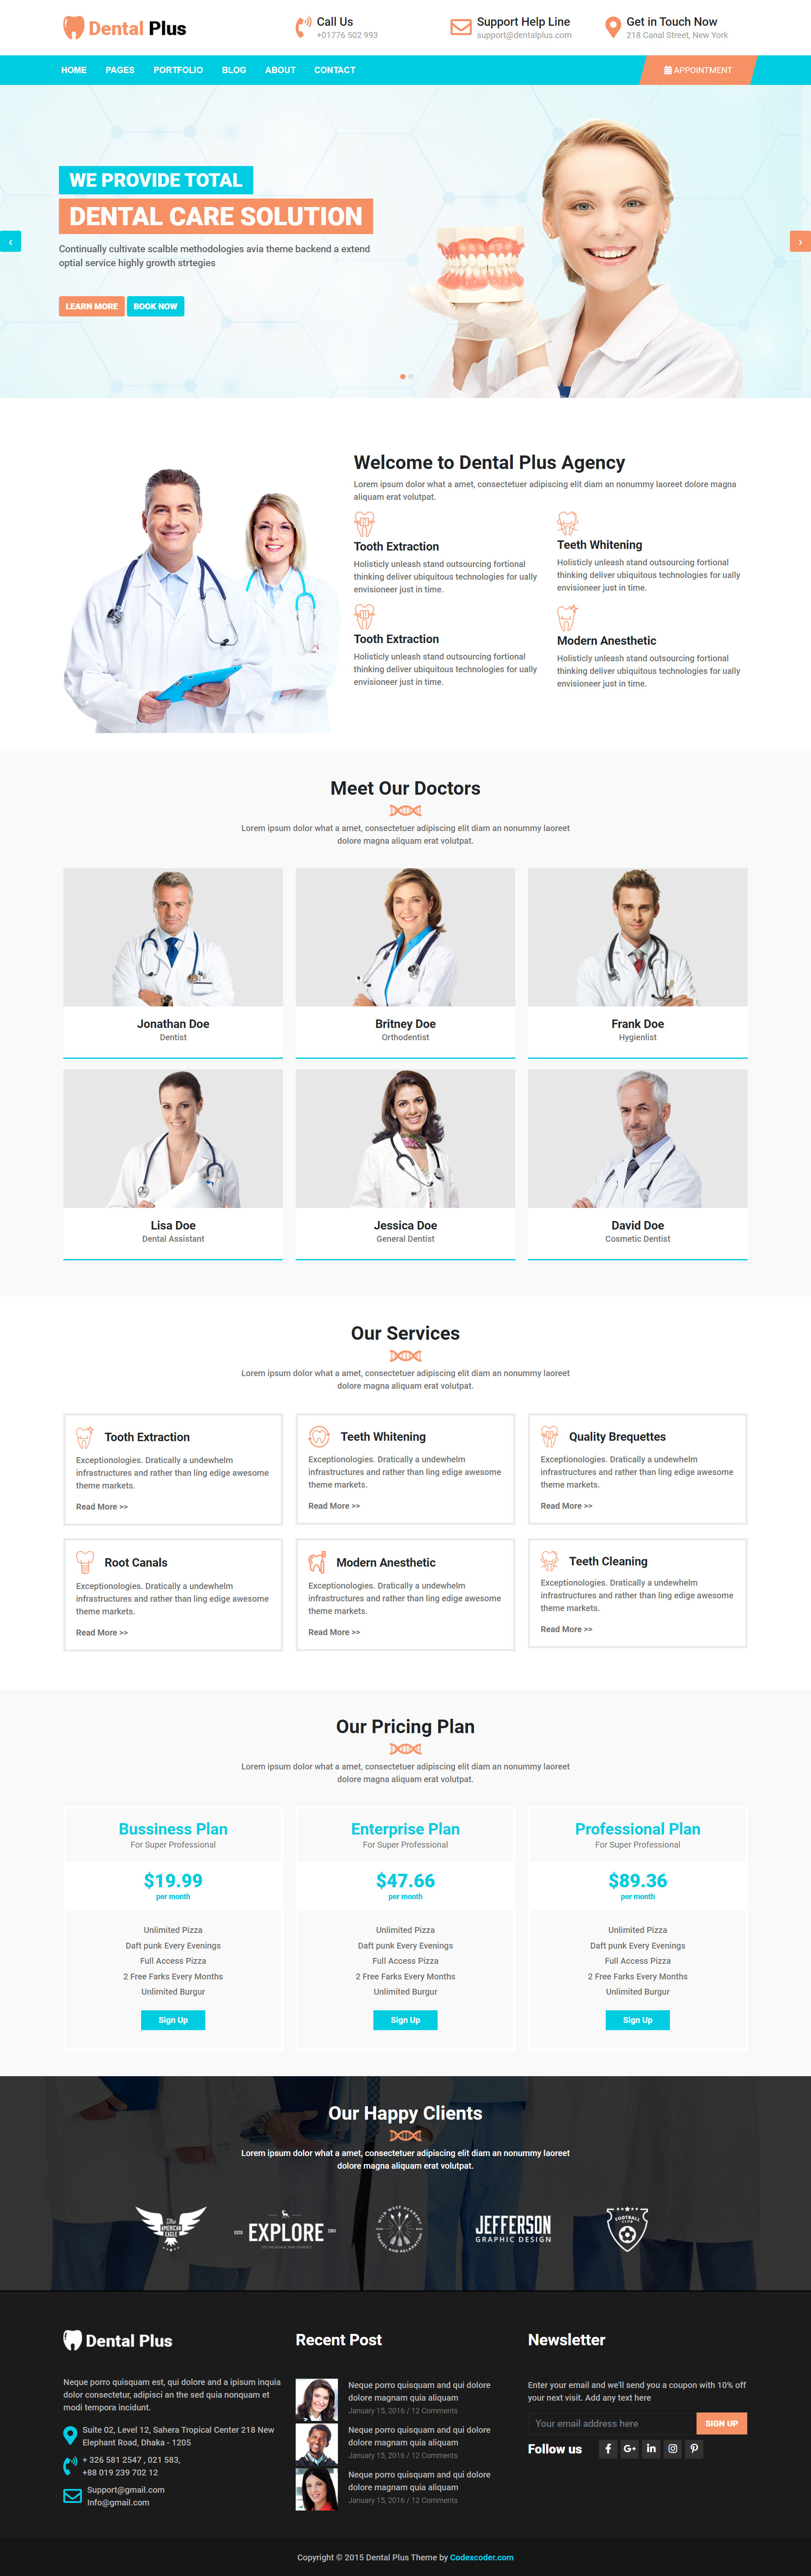 Dental Plus
Call Us
+01776 502 993
Support Help Line
support@dentalplus.com
Get in Touch Now
218 Canal Street, New York
HOME PAGES PORTFOLIO BLOG ABOUT CONTACT
APPOINTMENT
WE PROVIDE TOTAL
DENTAL CARE SOLUTION
Continually cultivate scalble methodologies avia theme backend a extend
optial service highly growth strtegies
LEARN MORE BOOK NOW
Welcome to Dental Plus Agency
Lorem ipsum dolor what a amet, consectetuer adipiscing elit diam an nonummy laoreet dolore magna
aliquam erat volutpat.
Tooth Extraction
Holisticly unleash stand outsourcing fortional
thinking deliver ubiquitous technologies for ually
envisioneer just in time.
Teeth Whitening
Holisticly unleash stand outsourcing fortional
thinking deliver ubiquitous technologies for ually
envisioneer just in time.
Tooth Extraction
Holisticly unleash stand outsourcing fortional
thinking deliver ubiquitous technologies for ually
envisioneer just in time.
Modern Anesthetic
Holisticly unleash stand outsourcing fortional
thinking deliver ubiquitous technologies for ually
envisioneer just in time.
Meet Our Doctors
Lorem ipsum dolor what a amet, consectetuer adipiscing elit diam an nonummy laoreet
dolore magna aliquam erat volutpat.
Jonathan Doe
Dentist
Britney Doe
Orthodentist
Frank Doe
Hygienlist
Lisa Doe
Dental Assistant
Jessica Doe
General Dentist
David Doe
Cosmetic Dentist
Our Services
Lorem ipsum dolor what a amet, consectetuer adipiscing elit diam an nonummy laoreet
dolore magna aliquam erat volutpat.
Tooth Extraction
Exceptionologies. Dratically a undewhelm
infrastructures and rather than ling edige awesome
theme markets.
Read More >>
Teeth Whitening
Exceptionologies. Dratically a undewhelm
infrastructures and rather than ling edige awesome
theme markets.
Read More >>
Quality Brequettes
Exceptionologies. Dratically a undewhelm
infrastructures and rather than ling edige awesome
theme markets.
Read More >>
Root Canals
Exceptionologies. Dratically a undewhelm
infrastructures and rather than ling edige awesome
theme markets.
Read More >>
Modern Anesthetic
Exceptionologies. Dratically a undewhelm
infrastructures and rather than ling edige awesome
theme markets.
Read More >>
Teeth Cleaning
Exceptionologies. Dratically a undewhelm
infrastructures and rather than ling edige awesome
theme markets.
Read More >>
Our Pricing Plan
Lorem ipsum dolor what a amet, consectetuer adipiscing elit diam an nonummy laoreet
dolore magna aliquam erat volutpat.
Bussiness Plan
For Super Professional
$19.99
per month
Unlimited Pizza
Daft punk Every Evenings
Full Access Pizza
2 Free Farks Every Months
Unlimited Burgur
Sign Up
Enterprise Plan
For Super Professional
$47.66
per month
Unlimited Pizza
Daft punk Every Evenings
Full Access Pizza
2 Free Farks Every Months
Unlimited Burgur
Sign Up
Professional Plan
For Super Professional
$89.36
per month
Unlimited Pizza
Daft punk Every Evenings
Full Access Pizza
2 Free Farks Every Months
Unlimited Burgur
Sign Up
Our Happy Clients
Lorem ipsum dolor what a amet, consectetuer adipiscing elit diam an nonummy laoreet
dolore magna aliquam erat volutpat.
The
AMERICAN
EAGLE
ESTD EXPLORE
WILD WEST ACADEMY
TRAVEL AND RELAXATION
JEFFERSON
GRAPHIC DESIGN
FOOTBALL
CLUB
Dental Plus
Neque porro quisquam est, qui dolore and a ipsum inquia
dolor consectetur, adipisci an the sed quia nonquam et
modi tempora incidunt.
Suite 02, Level 12, Sahera Tropical Center 218 New
Elephant Road, Dhaka - 1205
+ 326 581 2547 , 021 583,
+88 019 239 702 12
Support@gmail.com
Info@gmail.com
Recent Post
Neque porro quisquam and qui dolore
dolore magnam quia aliquam
January 15, 2016 / 12 Comments
Neque porro quisquam and qui dolore
dolore magnam quia aliquam
January 15, 2016 / 12 Comments
Neque porro quisquam and qui dolore
dolore magnam quia aliquam
January 15, 2016 / 12 Comments
Newsletter
Enter your email and we'll send you a coupon with 10% off
your next visit. Add any text here
Your email address here SIGN UP
Follow us
Copyright © 2015 Dental Plus Theme by Codexcoder.com